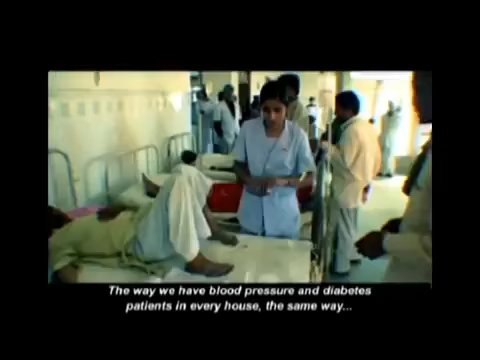 The way we have blood pressure and diabetes
patients in every house, the same way...